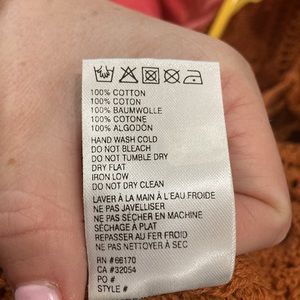 100% COTTON
100% COTON
100% BAUMWOLLE
100% COTONE
100% ALGODÓN
HAND WASH COLD
DO NOT BLEACH
DO NOT TUMBLE DRY
DRY FLAT
IRON LOW
DO NOT DRY CLEAN
LAVER À LA MAIN À L'EAU FROIDE
NE PAS JAVELLISER
NE PAS SÉCHER EN MACHINE
SÉCHAGE À PLAT
REPASSER AU FER FROID
NE PAS NETTOYER À SEC
RN #66170
CA #32054
PO #
STYLE #